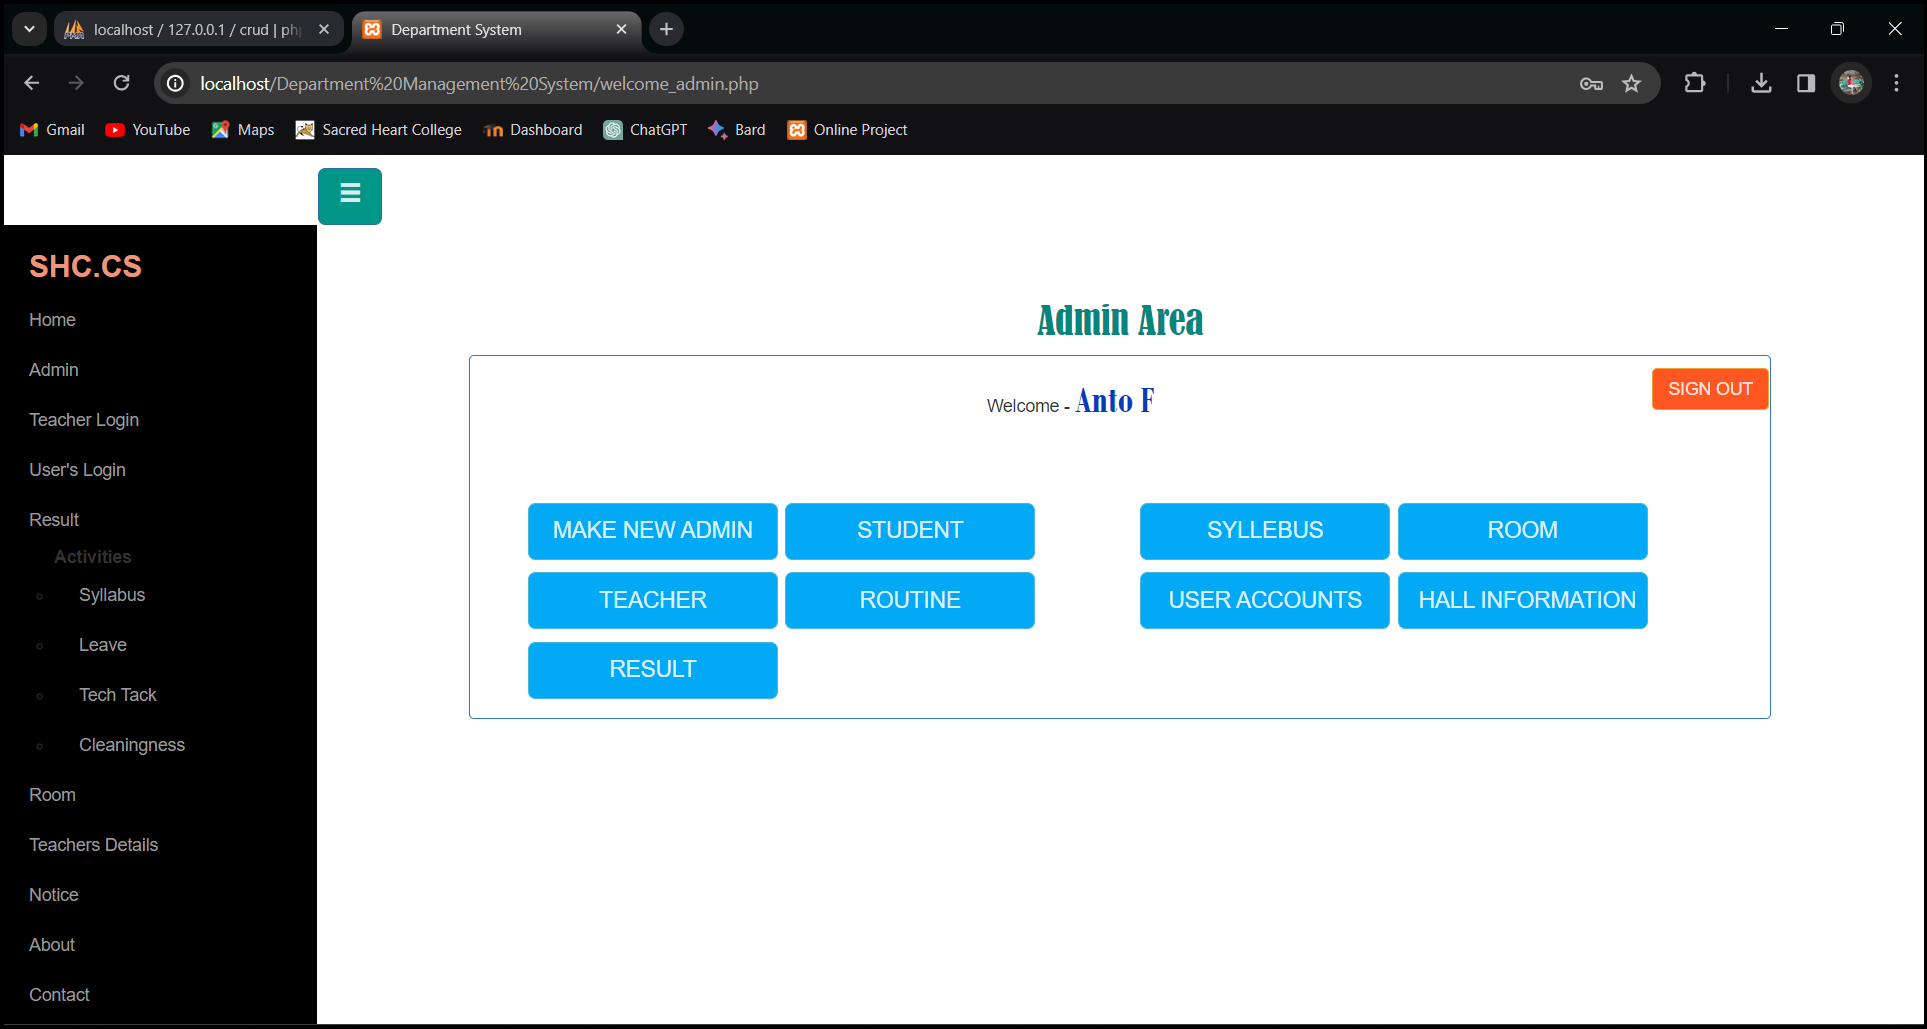 localhost / 127.0.0.1 / crud | ph
Department System
localhost/Department%20Management%20System/welcome_admin.php
Gmail YouTube Maps Sacred Heart College Dashboard ChatGPT Bard Online Project
SHC.CS
Home
Admin
Teacher Login
User's Login
Result
Activities
Syllabus
Leave
Tech Tack
Cleaningness
Room
Teachers Details
Notice
About
Contact
Admin Area
SIGN OUT
Welcome - Anto F
MAKE NEW ADMIN STUDENT SYLLEBUS ROOM
TEACHER ROUTINE USER ACCOUNTS HALL INFORMATION
RESULT